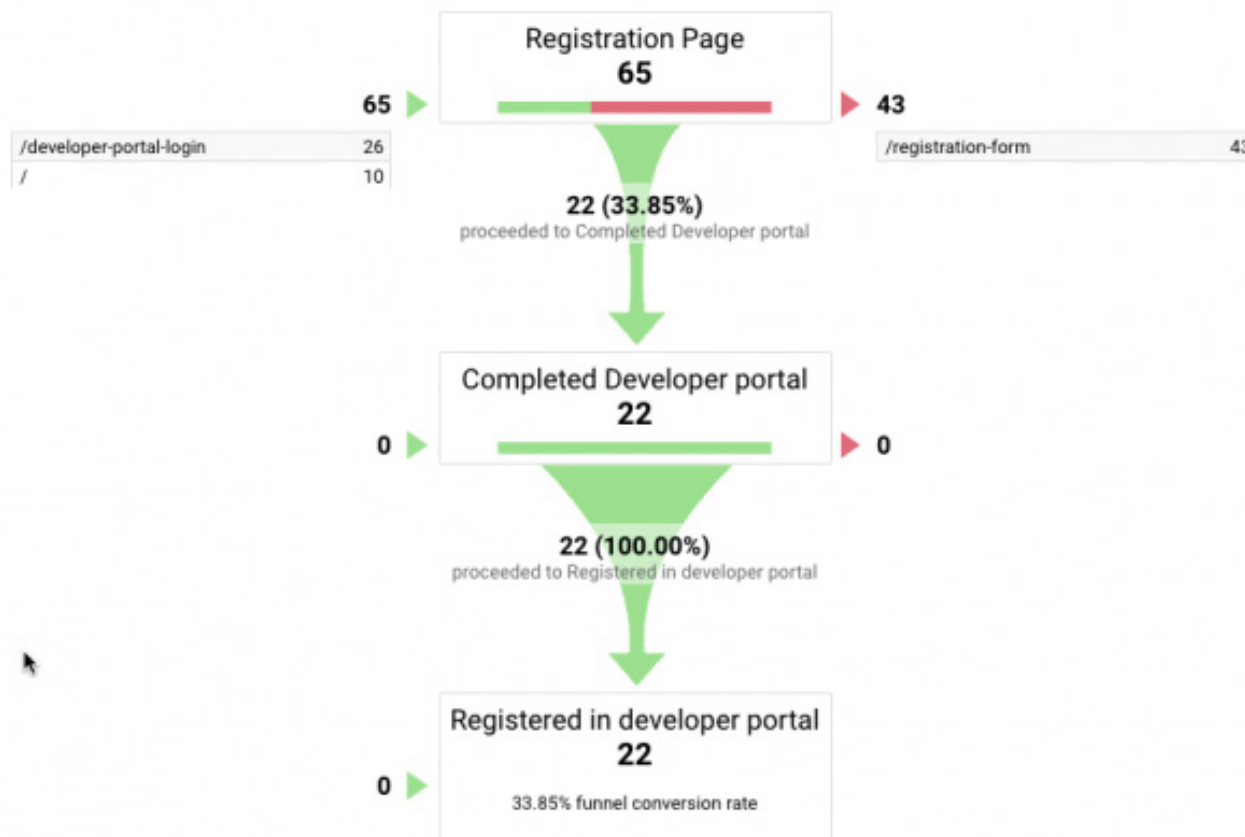 Registration Page
65
65
43
/developer-portal-login 26
/ 10
/registration-form 43
22 (33.85%)
proceeded to Completed Developer portal
Completed Developer portal
22
0
0
22 (100.00%)
proceeded to Registered in developer portal
Registered in developer portal
22
0
33.85% funnel conversion rate